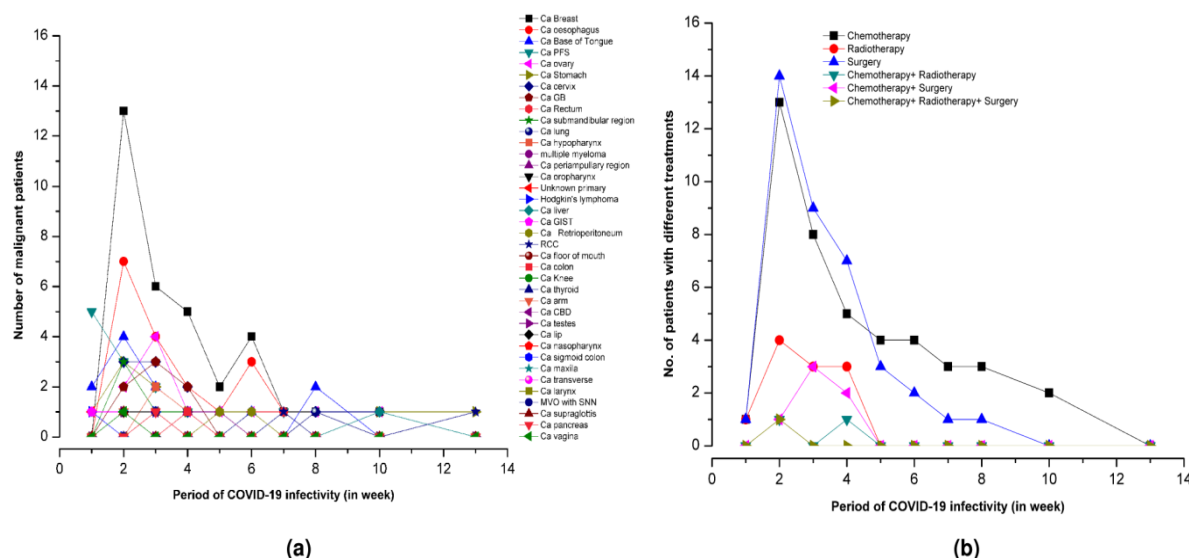 Number of malignant patients
16
14
12
10
8
6
4
2
0
0 2 4 6 8 10 12 14
Period of COVID-19 infectivity (in week)
Ca Breast
Ca oesophagus
Ca Base of Tongue
Ca PFS
Ca ovary
Ca Stomach
Ca cervix
Ca GB
Ca Rectum
Ca submandibular region
Ca lung
Ca hypopharynx
multiple myeloma
Ca periampullary region
Ca oropharynx
Unknown primary
Hodgkin's lymphoma
Ca liver
Ca GIST
Ca Retrioperitoneum
RCC
Ca floor of mouth
Ca colon
Ca Knee
Ca thyroid
Ca arm
Ca CBD
Ca testes
Ca lip
Ca nasopharynx
Ca sigmoid colon
Ca maxila
Ca transverse
Ca larynx
MVO with SNN
Ca supraglottis
Ca pancreas
Ca vagina
(a)
No. of patients with different treatments
16
14
12
10
8
6
4
2
0
0 2 4 6 8 10 12 14
Period of COVID-19 infectivity (in week)
Chemotherapy
Radiotherapy
Surgery
Chemotherapy+ Radiotherapy
Chemotherapy+ Surgery
Chemotherapy+ Radiotherapy+ Surgery
(b)